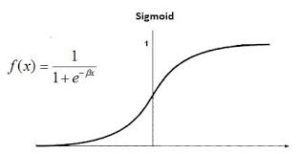 Sigmoid
1
f(x) = 1 / (1 + e^{-βx})